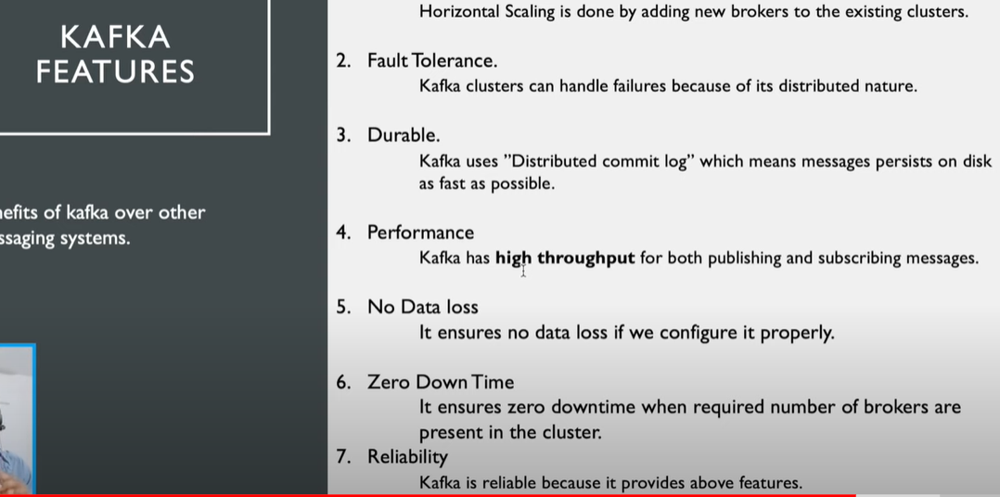 KAFKA
FEATURES
efits of kafka over other
ssaging systems.
Horizontal Scaling is done by adding new brokers to the existing clusters.
2. Fault Tolerance.
Kafka clusters can handle failures because of its distributed nature.
3. Durable.
Kafka uses ”Distributed commit log” which means messages persists on disk
as fast as possible.
4. Performance
Kafka has high throughput for both publishing and subscribing messages.
5. No Data loss
It ensures no data loss if we configure it properly.
6. Zero Down Time
It ensures zero downtime when required number of brokers are
present in the cluster.
7. Reliability
Kafka is reliable because it provides above features.